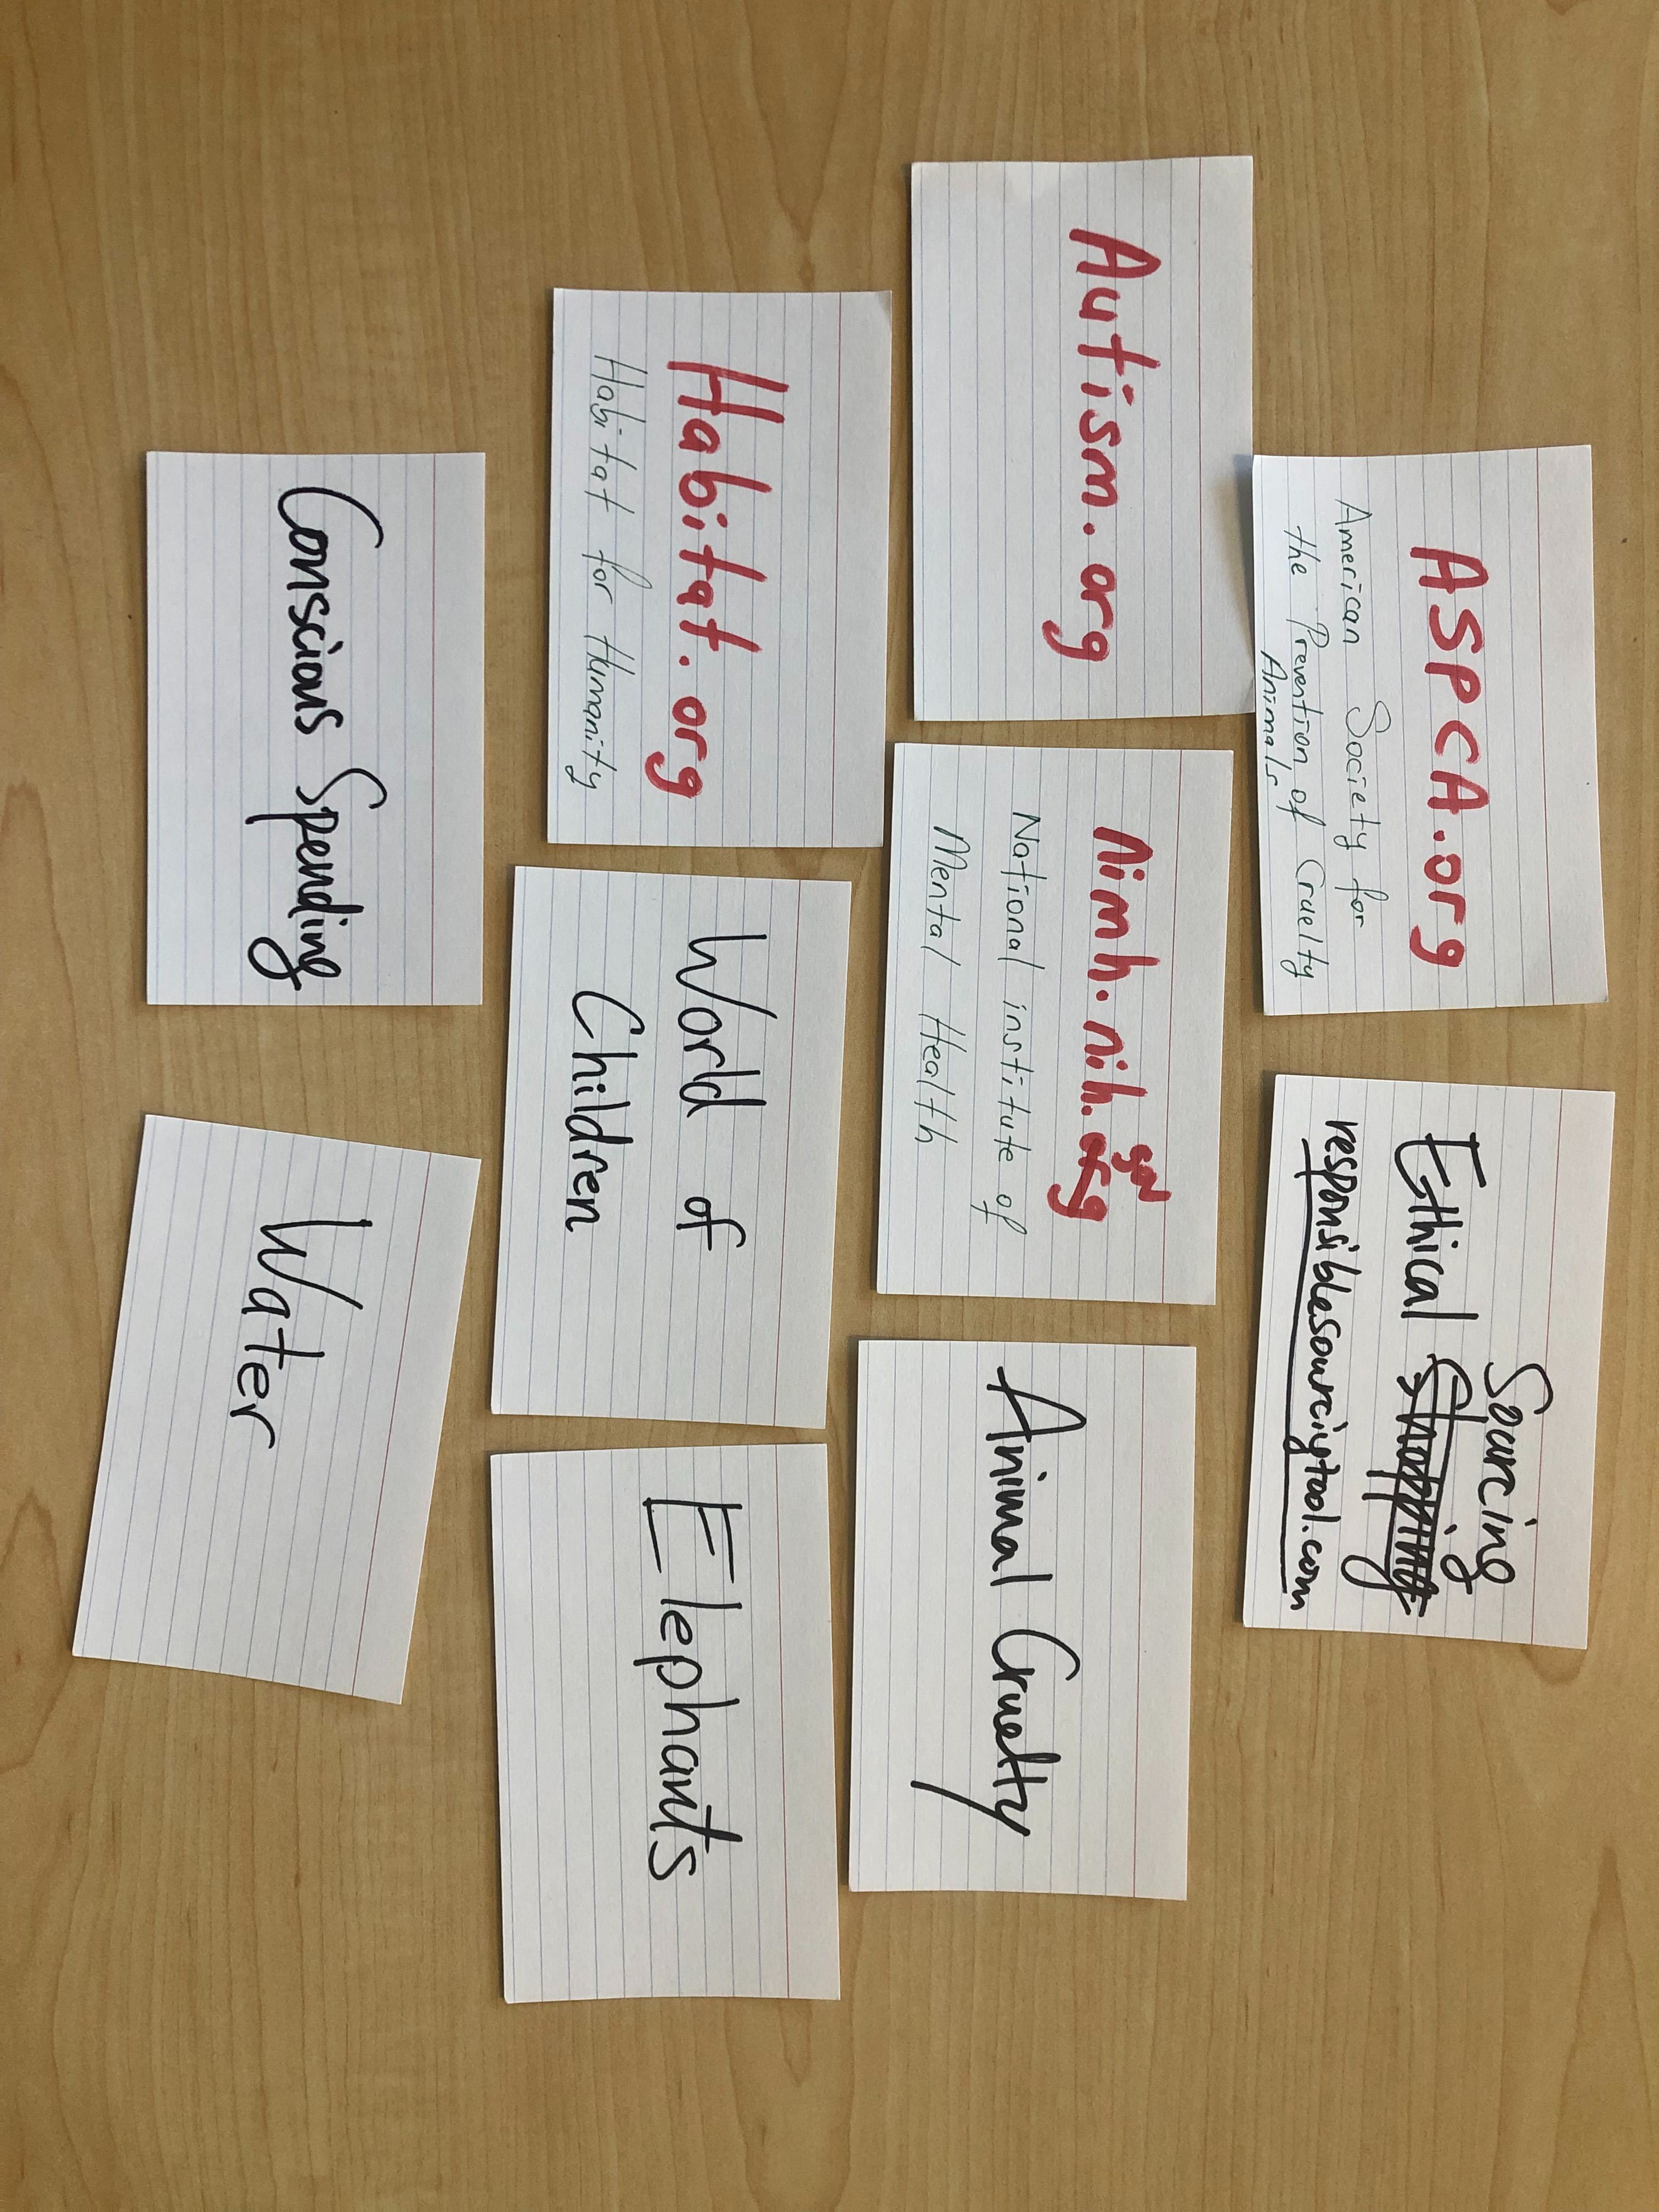 ASPCA.org
American Society for
the Prevention of Cruelty
Animals
Sourcing
Ethical
responsiblesourcigtool.com
Autism.org
gov
Nimh.nih.
National institute of
Mental Health
Animal Cruelty
Habitat.org
Habitat for Humanity
World of
Children
Elephants
Conscious Spending
Water